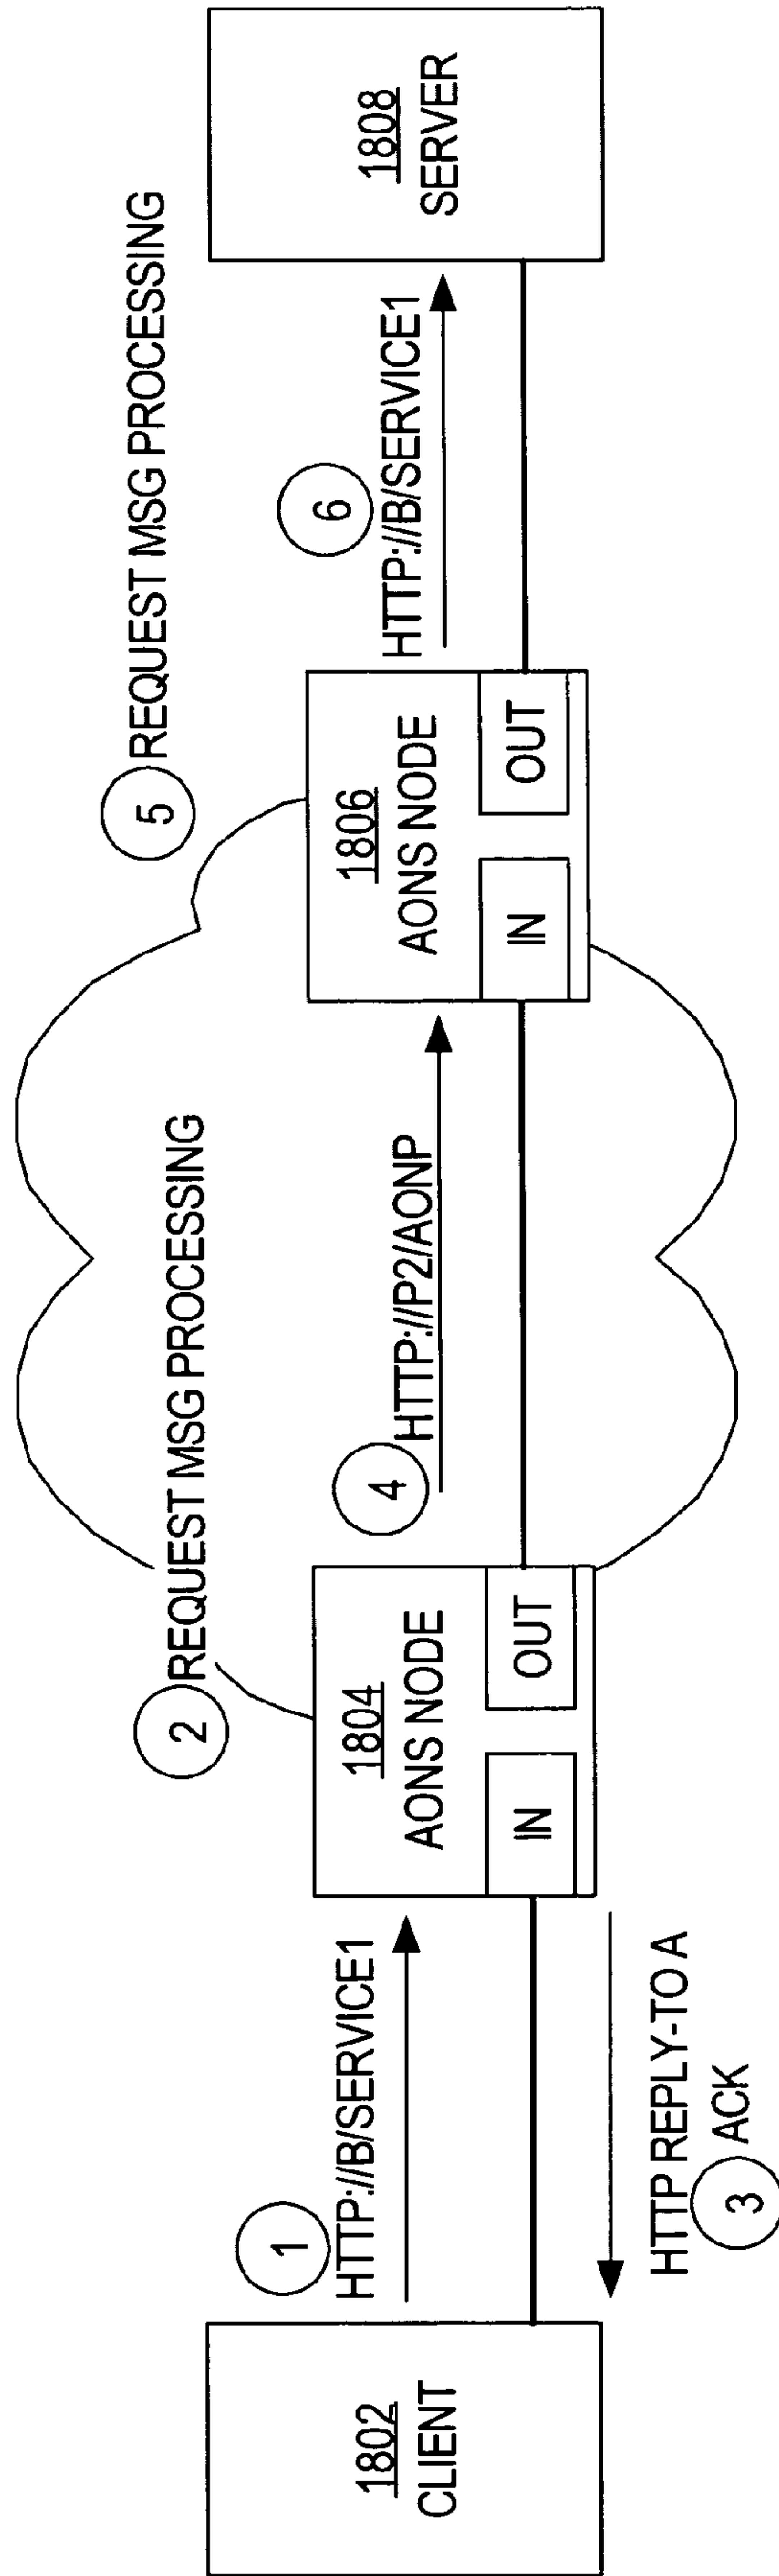 1802
CLIENT
1
HTTP://B/SERVICE1
HTTP REPLY-TO A
3 ACK
2 REQUEST MSG PROCESSING
1804
AONS NODE
IN
OUT
4
HTTP://P2/AONP
5 REQUEST MSG PROCESSING
1806
AONS NODE
IN
OUT
6
HTTP://B/SERVICE1
1808
SERVER